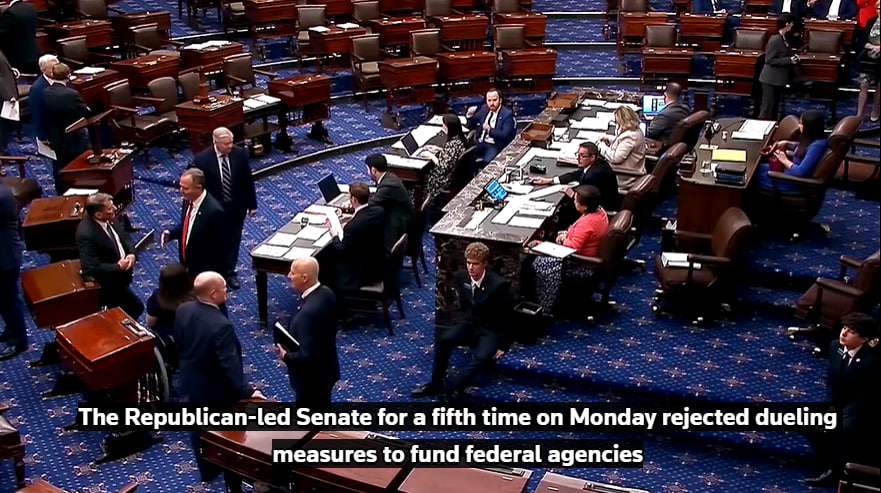 The Republican-led Senate for a fifth time on Monday rejected dueling
measures to fund federal agencies